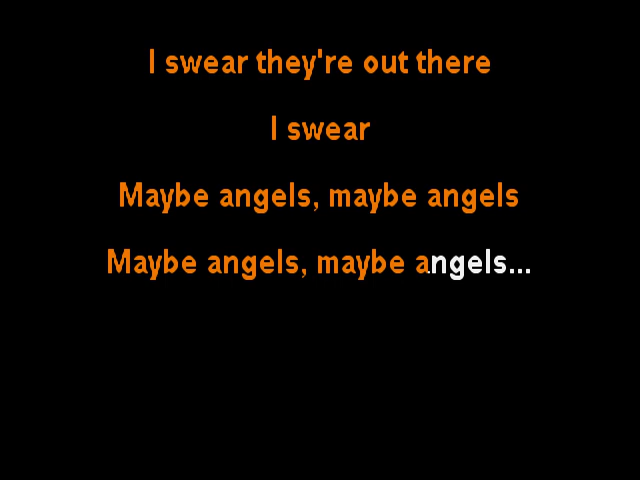 I swear they're out there
I swear
Maybe angels, maybe angels
Maybe angels, maybe angels...